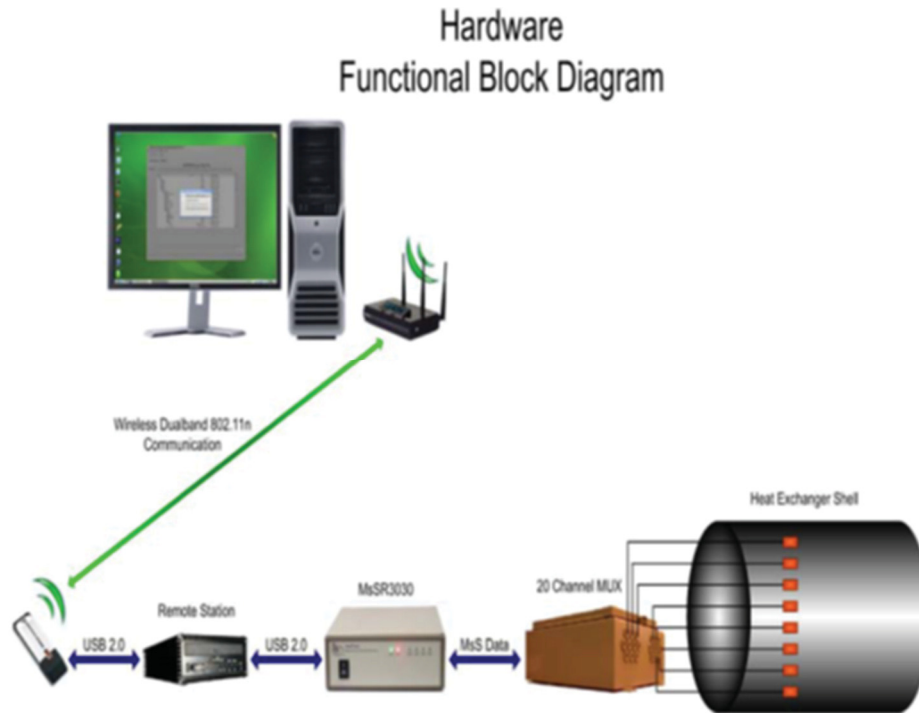 Hardware
Functional Block Diagram
Wireless Dualband 802.11n
Communication
Heat Exchanger Shell
20 Channel MUX
MsSR3030
Remote Station
USB 2.0
USB 2.0
MsS Data